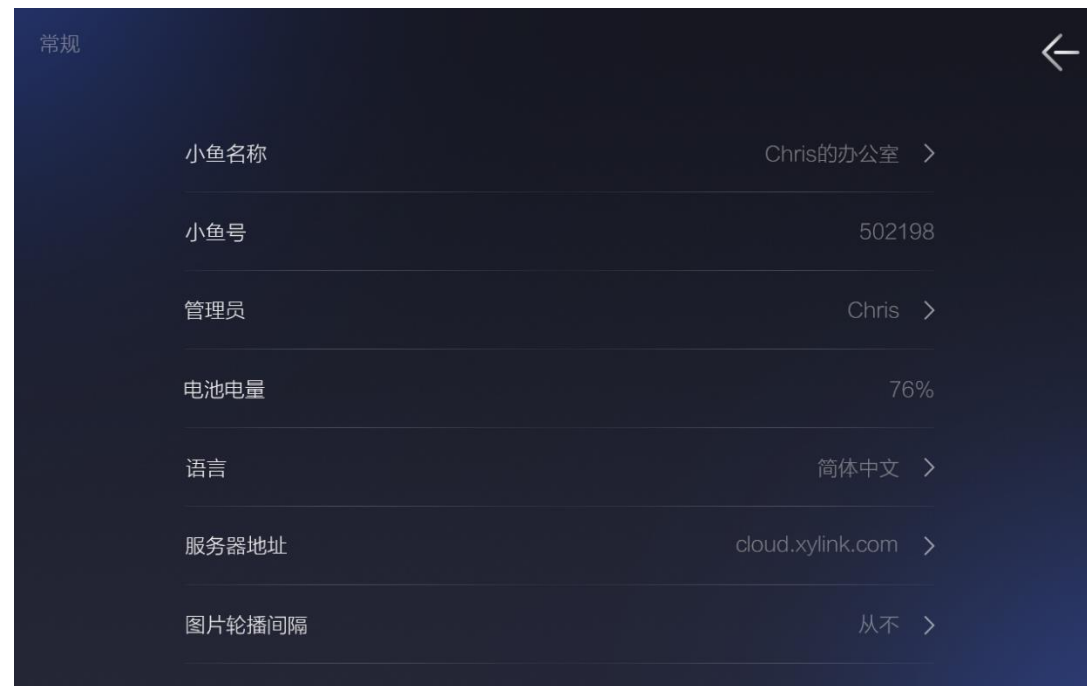 常规
小鱼名称 Chris的办公室
小鱼号 502198
管理员 Chris
电池电量 76%
语言 简体中文
服务器地址 cloud.xylink.com
图片轮播间隔 从不